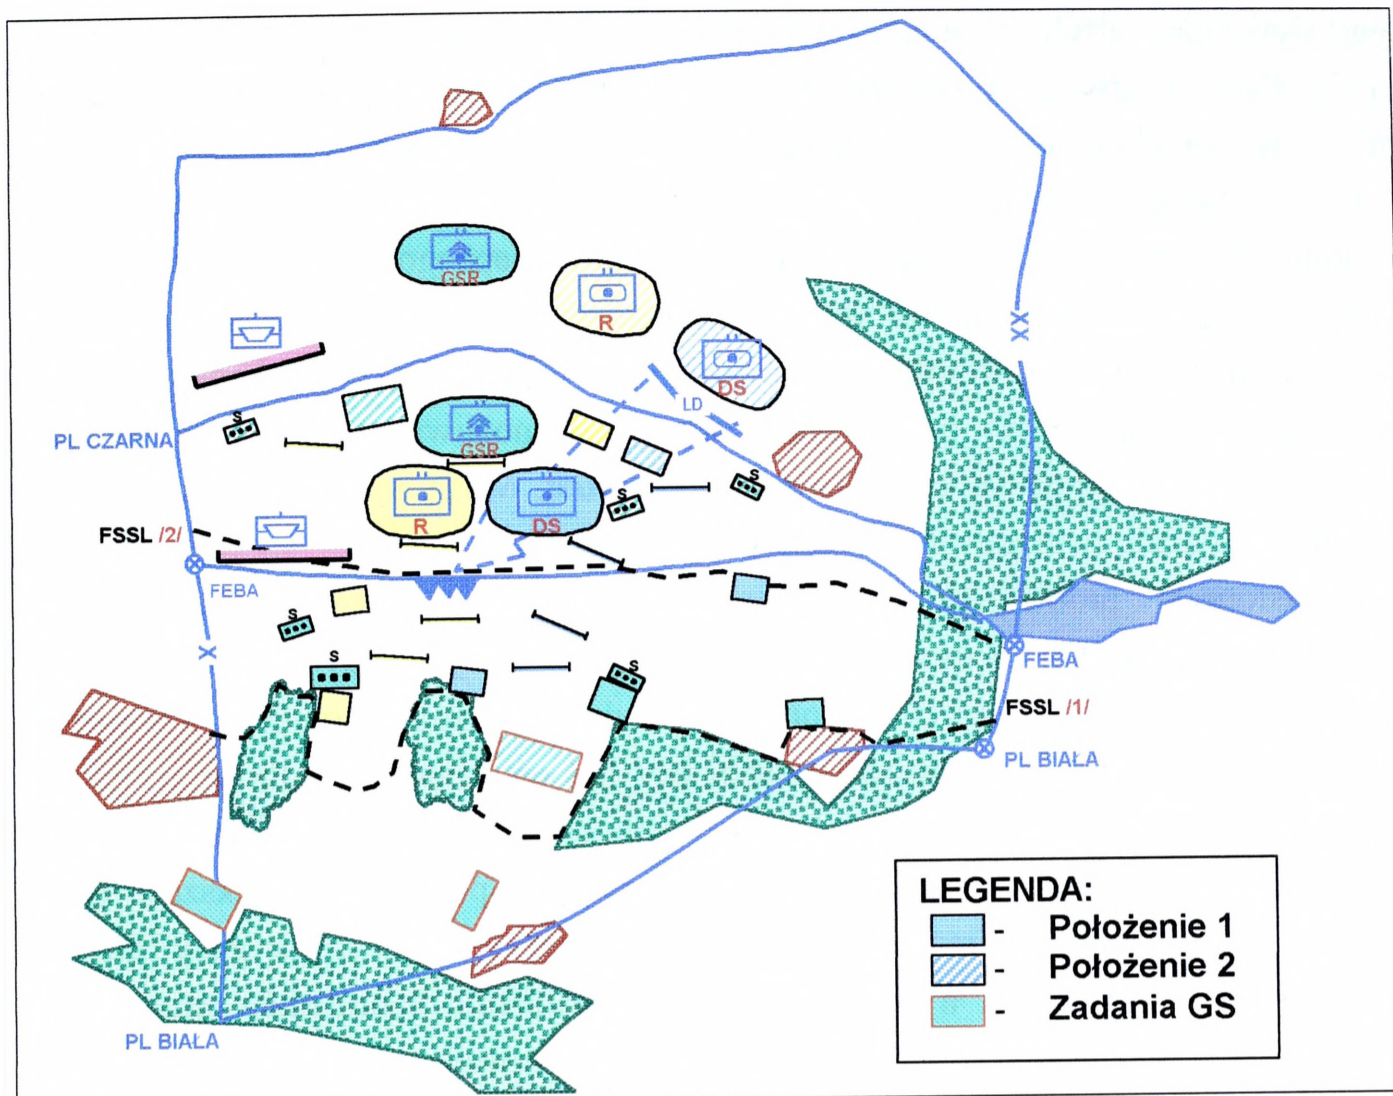 GSR
R
XX
DS
LD
S
PL CZARNA
GSR
S
S
R
DS
FSSL /2/
FEBA
S
X
S
S
FEBA
FSSL /1/
PL BIAŁA
LEGENDA:
- Położenie 1
- Położenie 2
- Zadania GS
PL BIAŁA